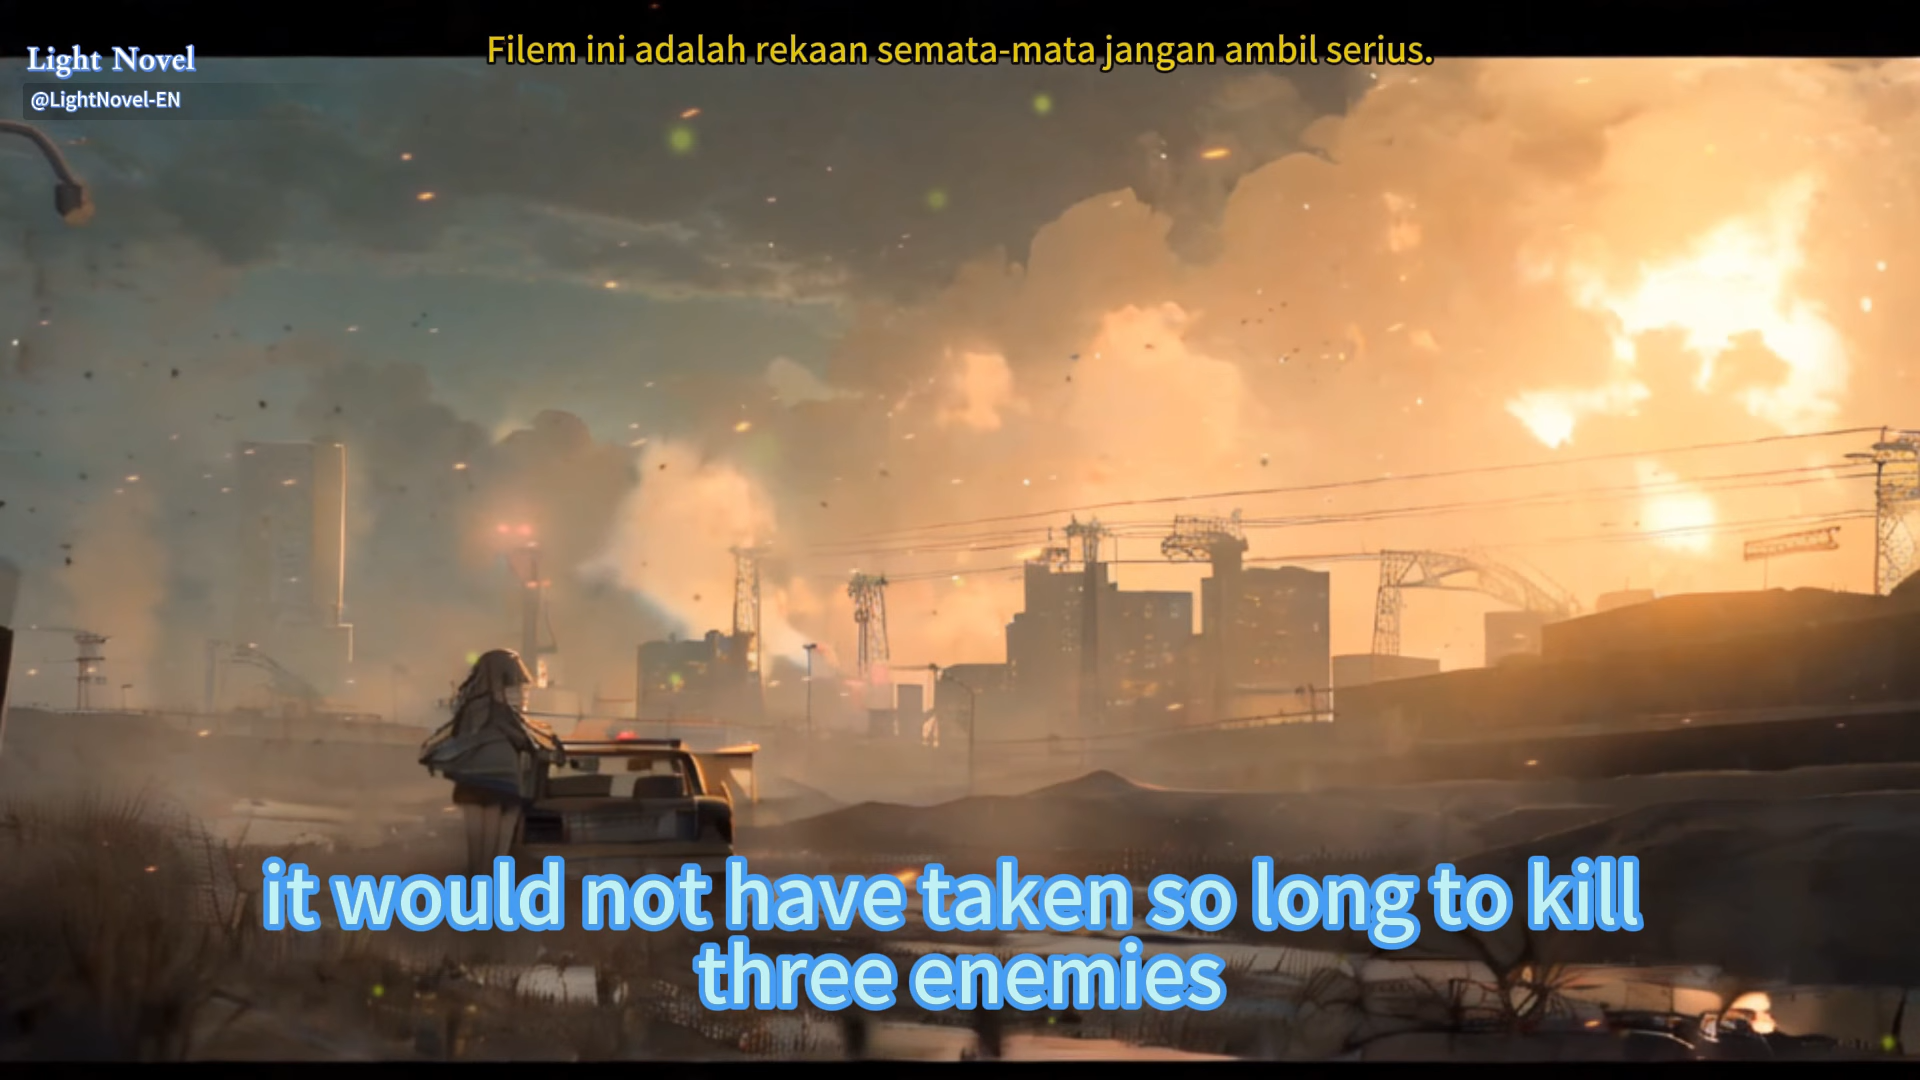 Filem ini adalah rekaan semata-mata jangan ambil serius.
Light Novel
@LightNovel-EN
it would not have taken so long to kill
three enemies